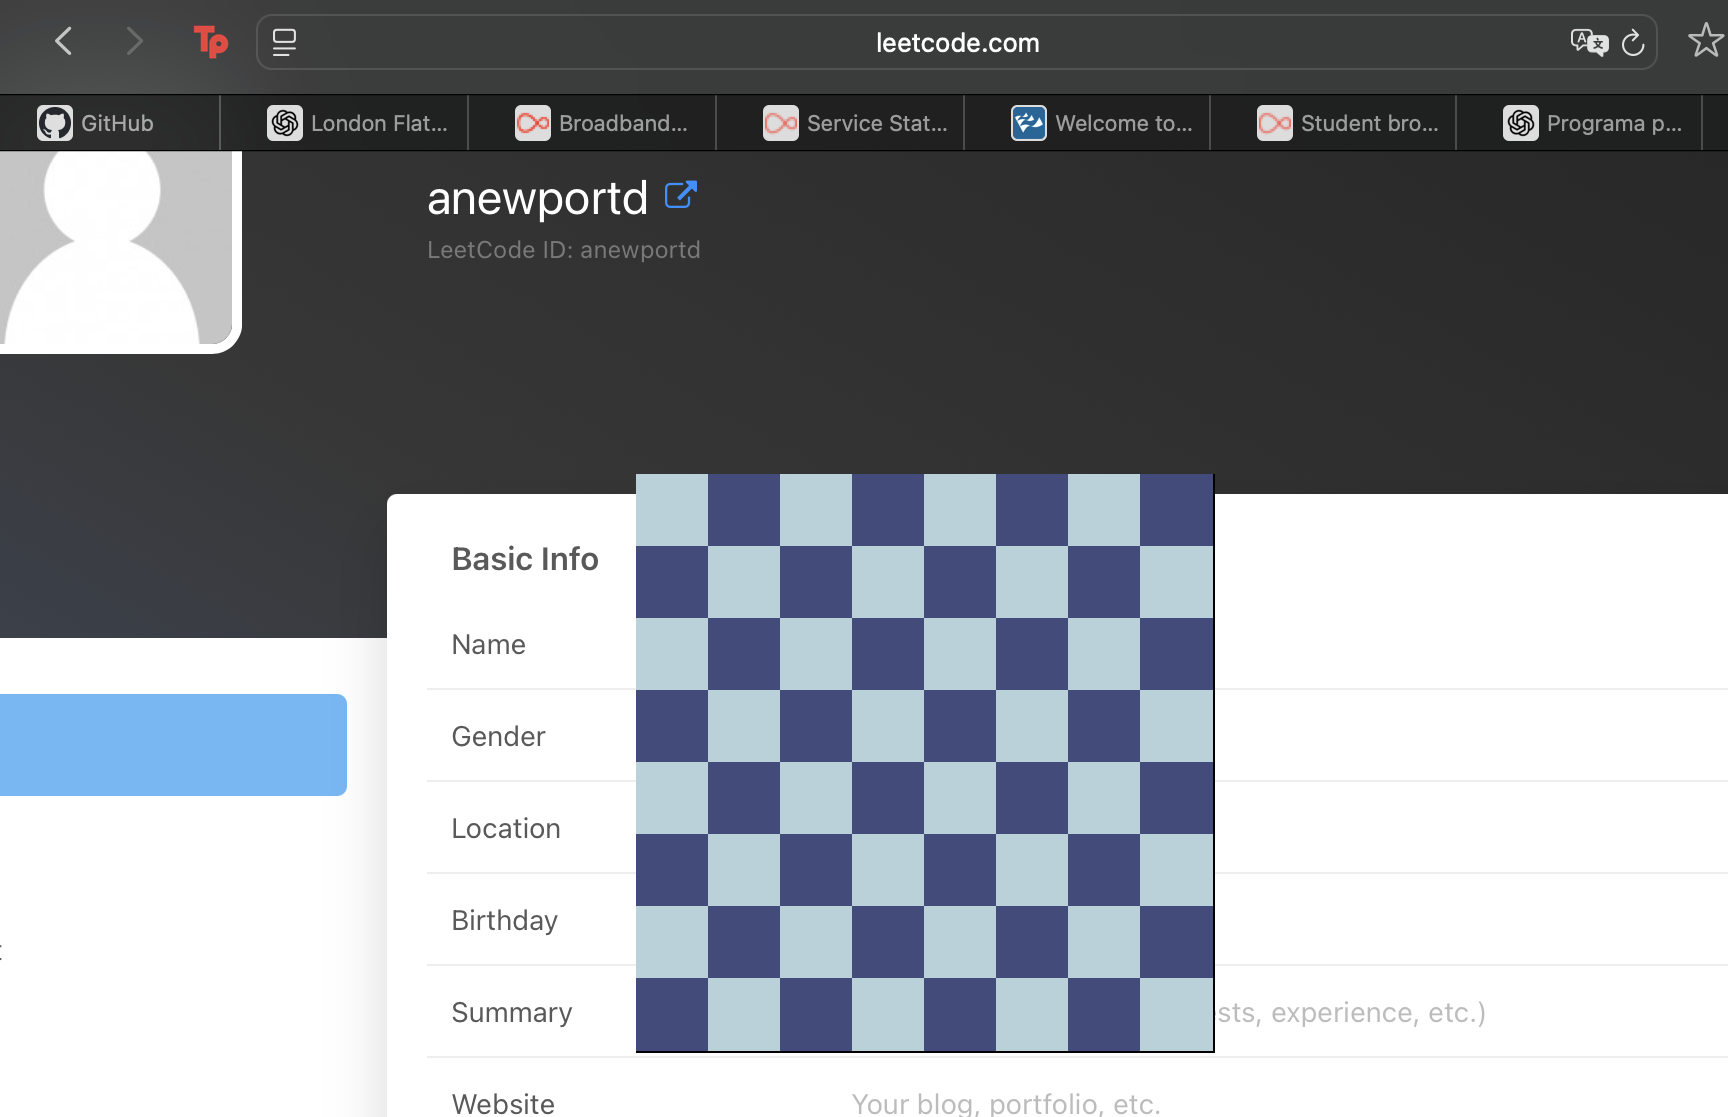 leetcode.com
GitHub
London Flat...
Broadband...
Service Stat...
Welcome to...
Student bro...
Programa p...
anewportd
LeetCode ID: anewportd
Basic Info
Name
Gender
Location
Birthday
Summary
sts, experience, etc.)
Website
Your blog, portfolio, etc.